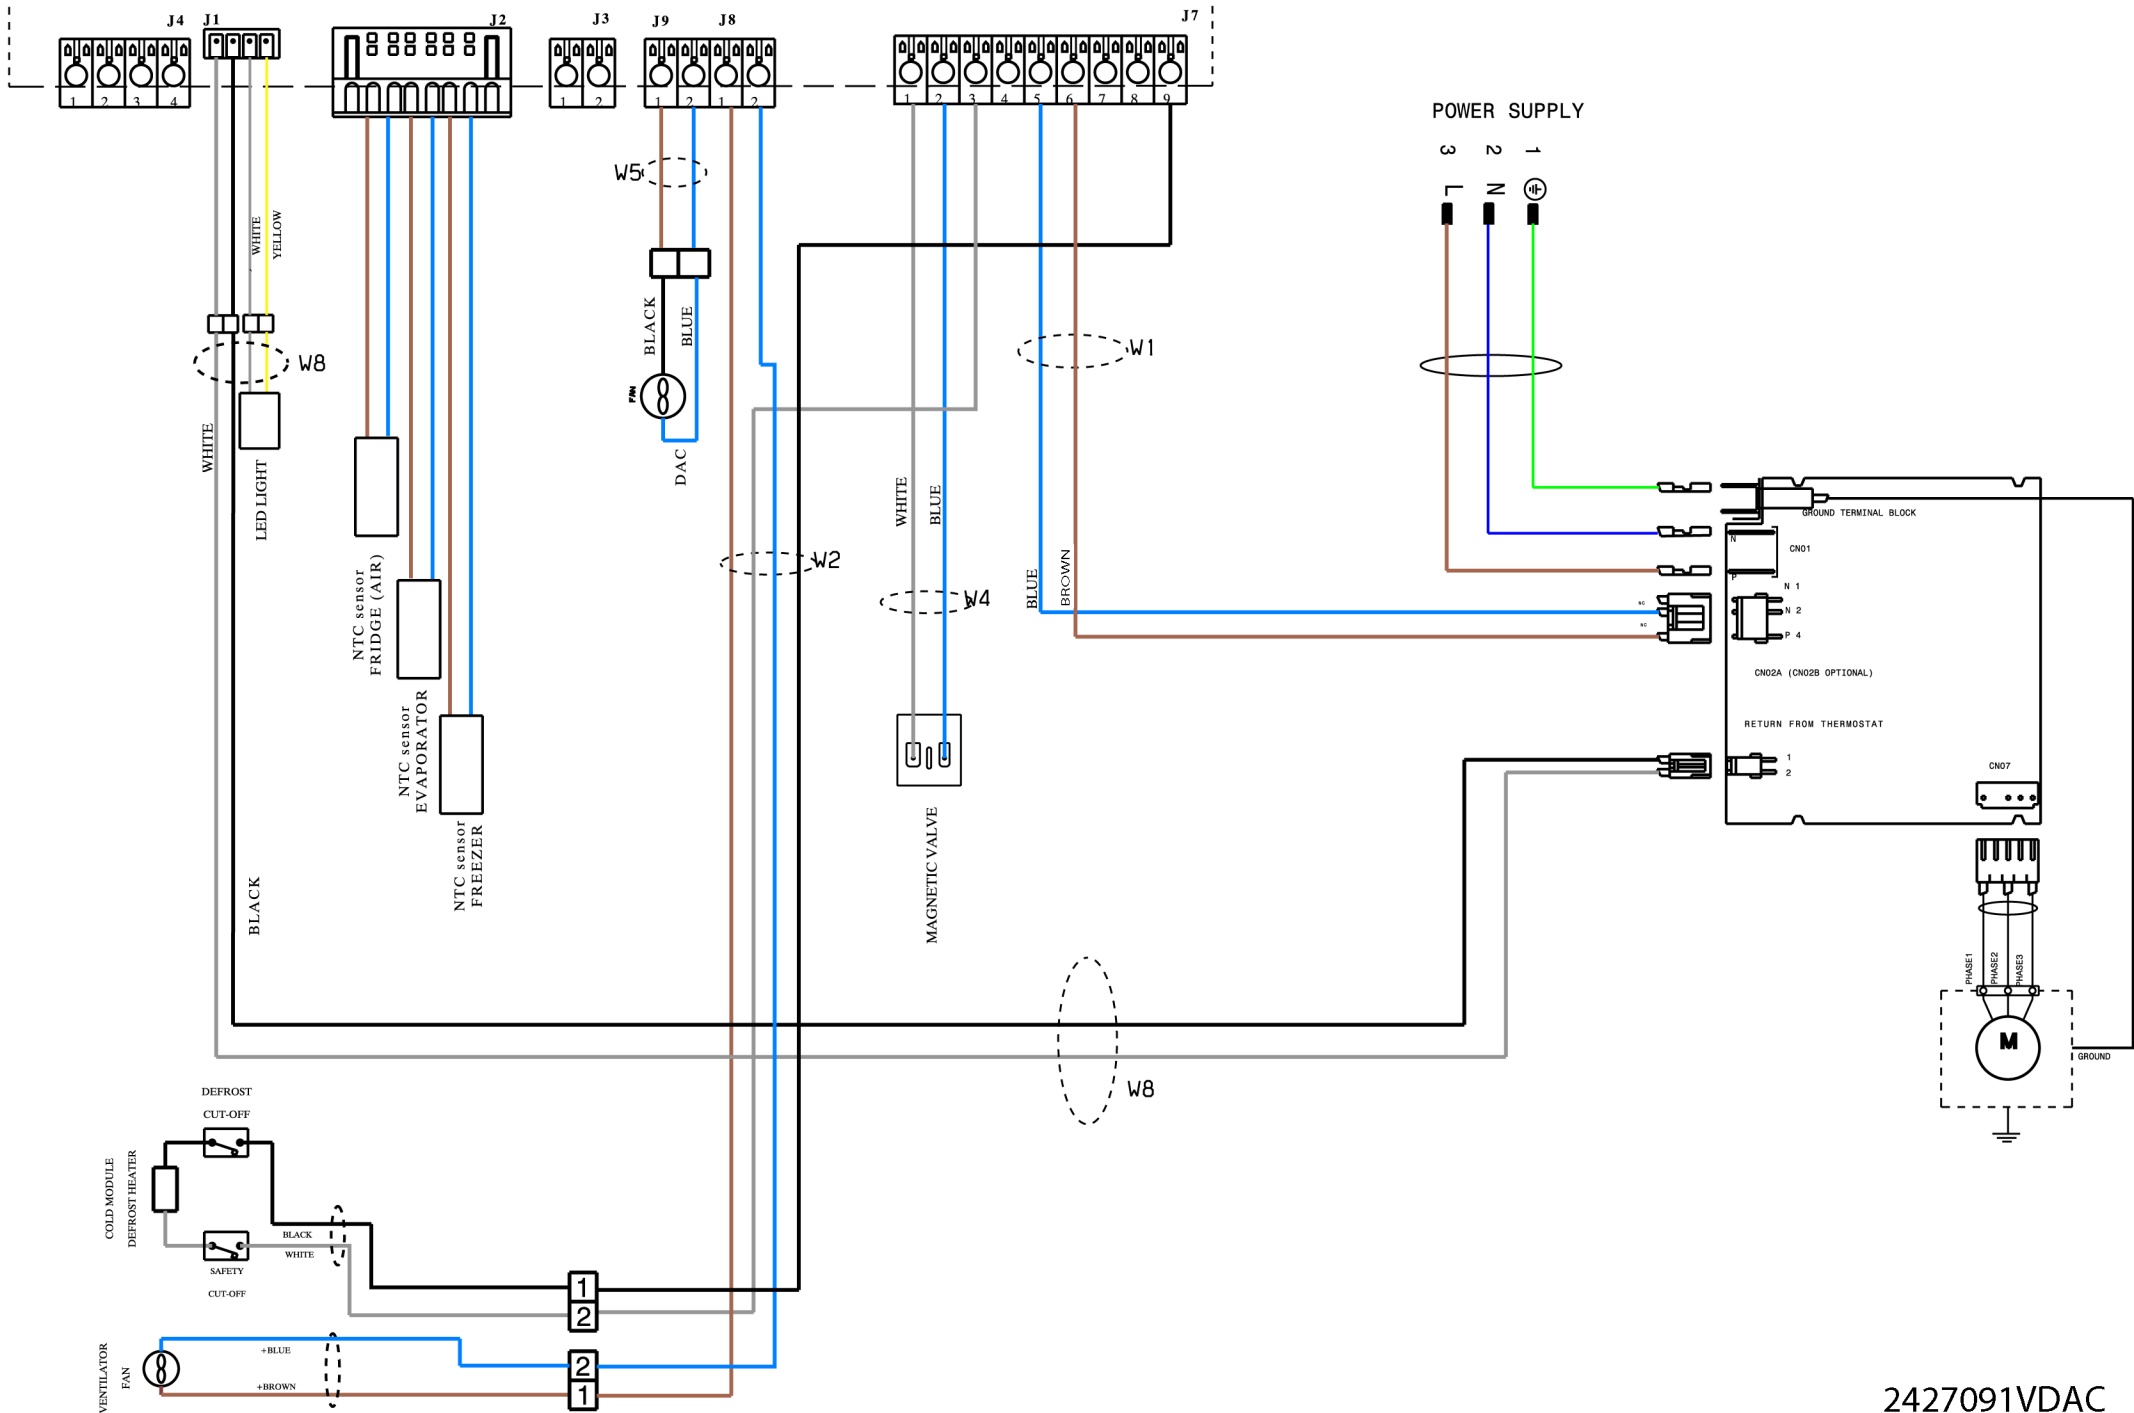 J4 J1 J2 J3 J9 J8 J7
1 2 3 4
1 2
1 2 1 2
1 2 3 4 5 6 7 8 9
POWER SUPPLY
3 2 1
L N
W5
WHITE
YELLOW
W8
WHITE
LED LIGHT
BLACK
NTC sensor
FRIDGE (AIR)
NTC sensor
EVAPORATOR
NTC sensor
FREEZER
BLACK
BLUE
FAN
DAC
W1
W2
WHITE
BLUE
W4
MAGNETIC VALVE
BLUE
BROWN
GROUND TERMINAL BLOCK
N
CN01
P
N 1
NC
N 2
NC
P 4
CN02A (CN02B OPTIONAL)
RETURN FROM THERMOSTAT
1
2
CN07
PHASE1
PHASE2
PHASE3
M
GROUND
W8
DEFROST
CUT-OFF
COLD MODULE
DEFROST HEATER
BLACK
WHITE
SAFETY
CUT-OFF
1
2
VENTILATOR
FAN
+BLUE
+BROWN
2
1
2427091VDAC